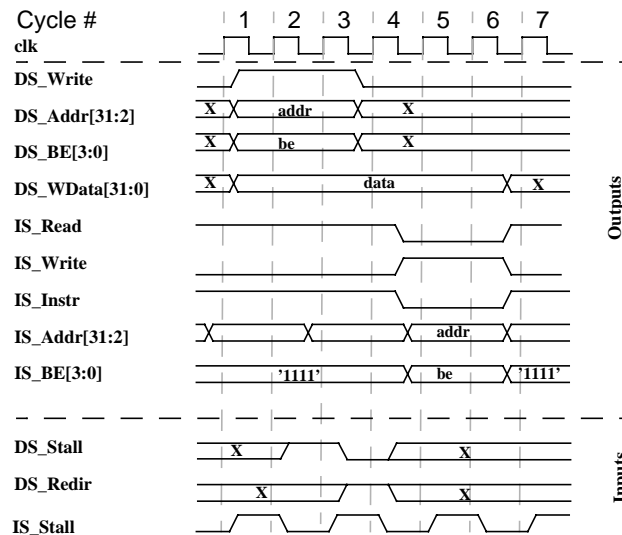 Cycle # 1 2 3 4 5 6 7
clk
DS_Write
DS_Addr[31:2] X addr X
DS_BE[3:0] X be X
DS_WData[31:0] X data X
Outputs
IS_Read
IS_Write
IS_Instr
IS_Addr[31:2] addr
IS_BE[3:0] '1111' be '1111'
DS_Stall X X
DS_Redir X X
Inputs
IS_Stall